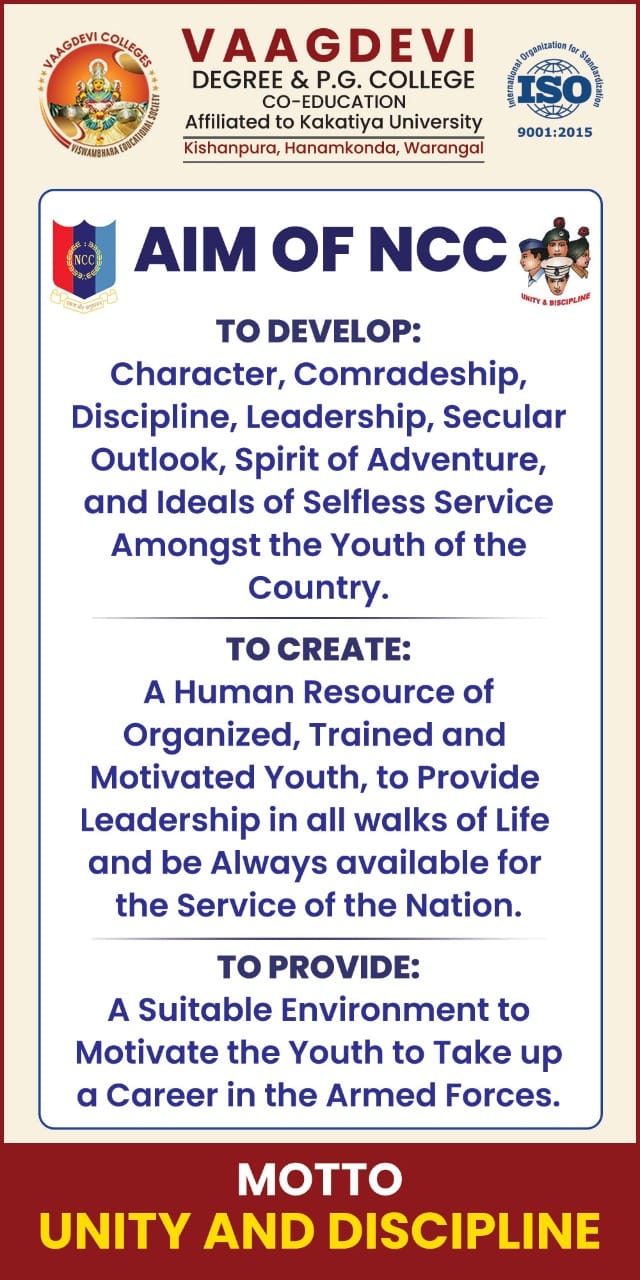 VAAGDEVI COLLEGES
VISWAMBHARA EDUCATIONAL SOCIETY
VAAGDEVI
DEGREE & P.G. COLLEGE
CO-EDUCATION
Affiliated to Kakatiya University
Kishanpura, Hanamkonda, Warangal
International Organization for Standardization
ISO
9001:2015
NCC
AIM OF NCC
UNITY & DISCIPLINE
TO DEVELOP:
Character, Comradeship,
Discipline, Leadership, Secular
Outlook, Spirit of Adventure,
and Ideals of Selfless Service
Amongst the Youth of the
Country.
TO CREATE:
A Human Resource of
Organized, Trained and
Motivated Youth, to Provide
Leadership in all walks of Life
and be Always available for
the Service of the Nation.
TO PROVIDE:
A Suitable Environment to
Motivate the Youth to Take up
a Career in the Armed Forces.
MOTTO
UNITY AND DISCIPLINE